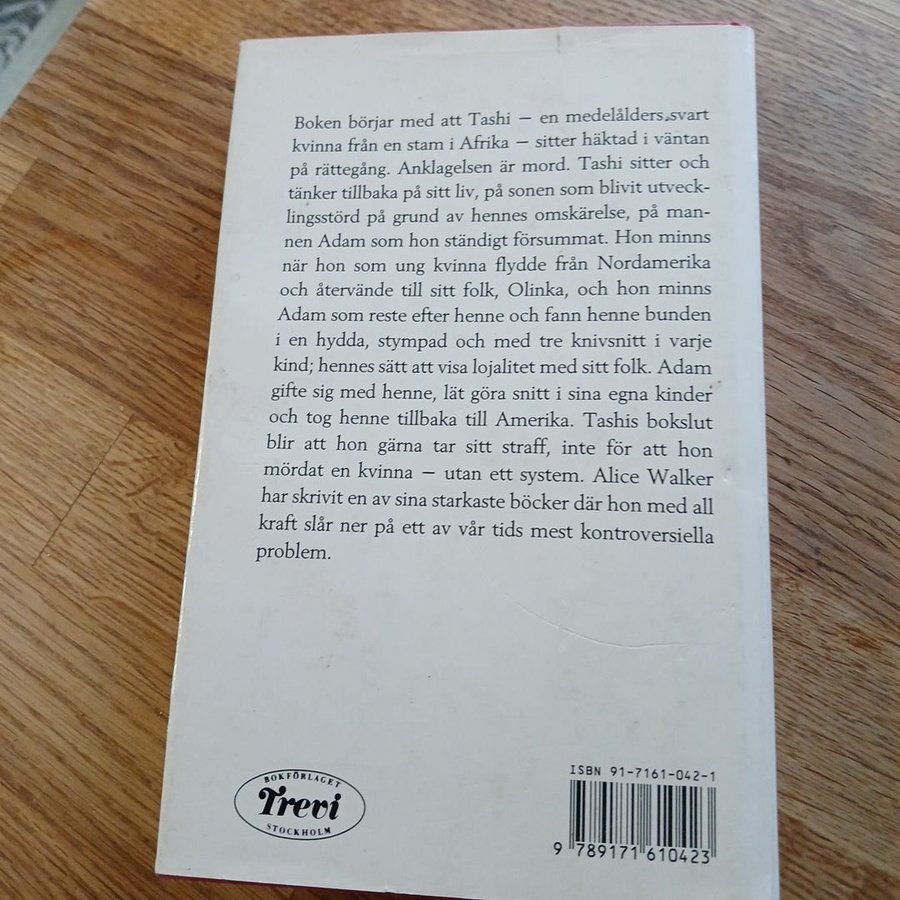 Boken börjar med att Tashi – en medelålders svart
kvinna från en stam i Afrika – sitter häktad i väntan
på rättegång. Anklagelsen är mord. Tashi sitter och
tänker tillbaka på sitt liv, på sonen som blivit utveck-
lingsstörd på grund av hennes omskärelse, på man-
nen Adam som hon ständigt försummat. Hon minns
när hon som ung kvinna flydde från Nordamerika
och återvände till sitt folk, Olinka, och hon minns
Adam som reste efter henne och fann henne bunden
i en hydda, stympad och med tre knivsnitt i varje
kind; hennes sätt att visa lojalitet med sitt folk. Adam
gifte sig med henne, lät göra snitt i sina egna kinder
och tog henne tillbaka till Amerika. Tashis bokslut
blir att hon gärna tar sitt straff, inte för att hon
mördat en kvinna – utan ett system. Alice Walker
har skrivit en av sina starkaste böcker där hon med all
kraft slår ner på ett av vår tids mest kontroversiella
problem.
BOKFÖRLAGET
Trevi
STOCKHOLM
ISBN 91-7161-042-1
9 789171 610423